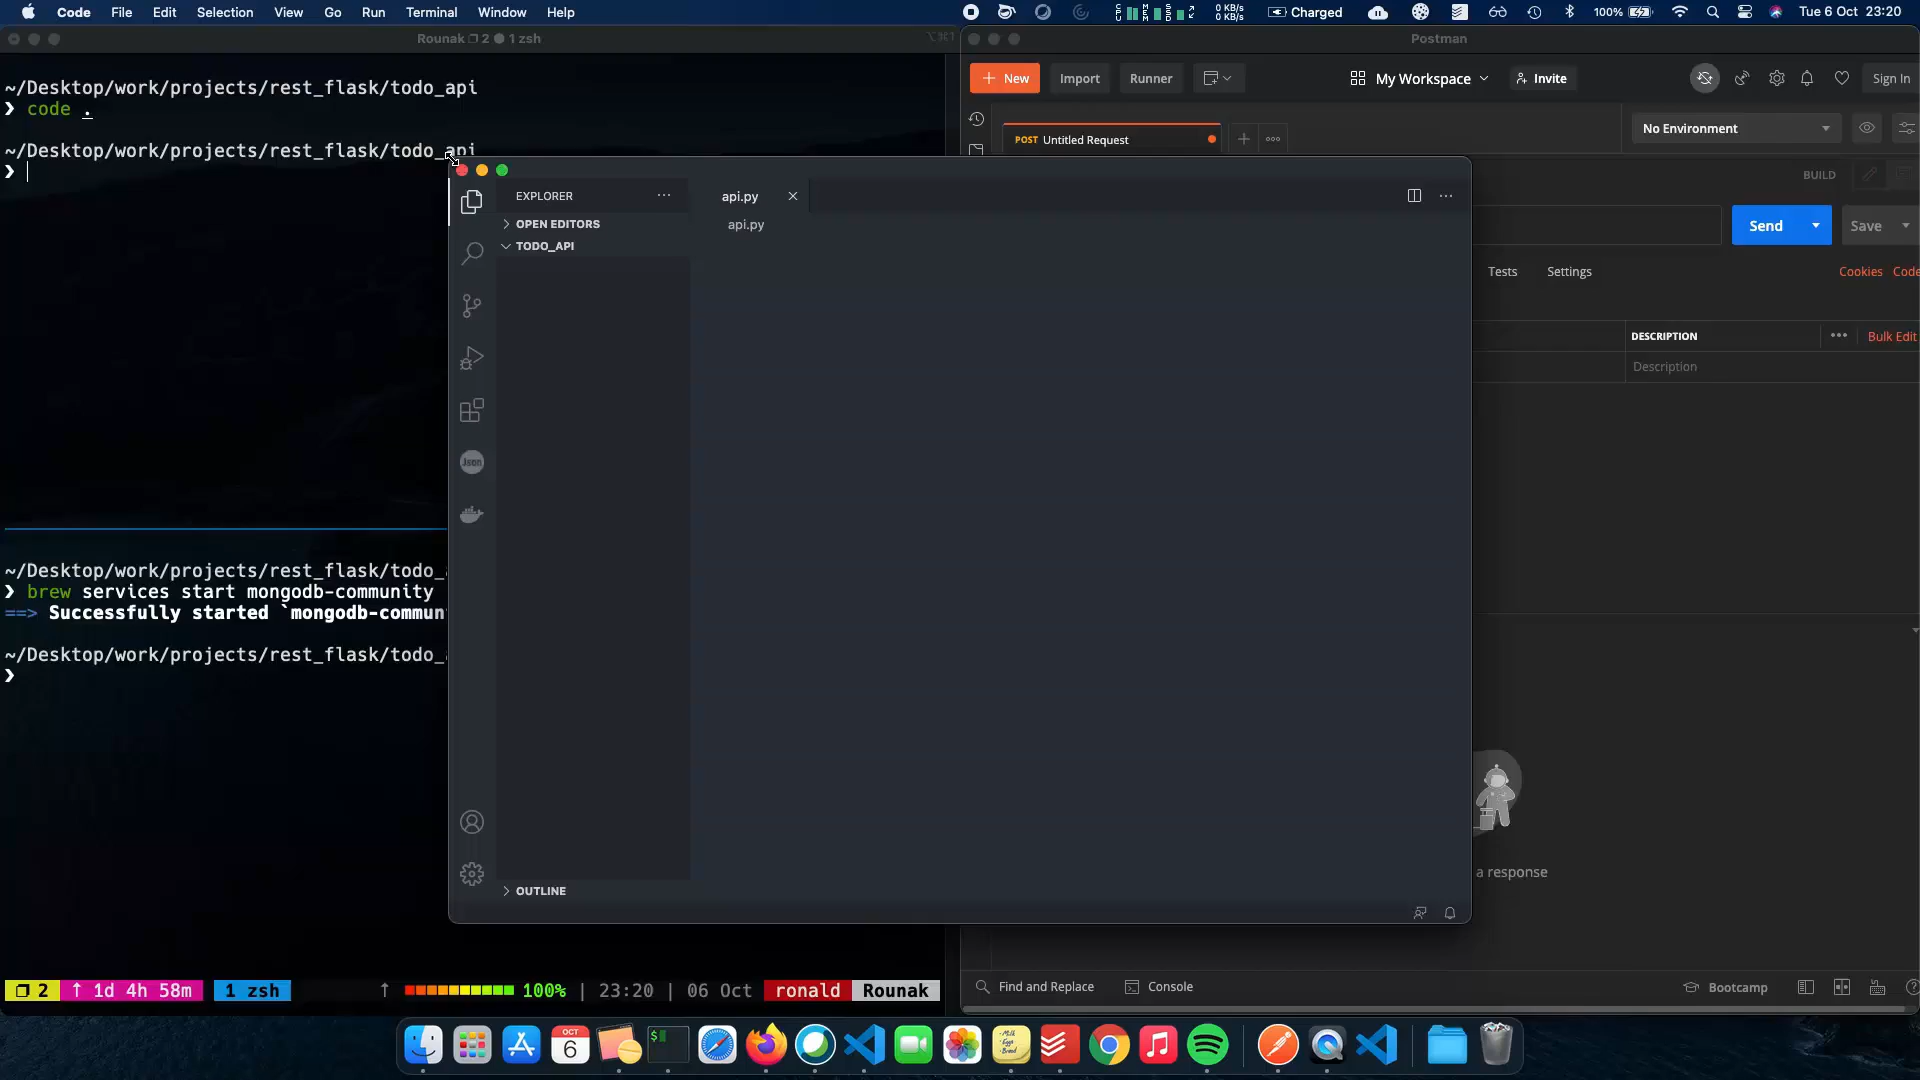 Code File Edit Selection View Go Run Terminal Window Help
0 KB/s
0 KB/s
Charged
100%
Tue 6 Oct 23:20
Rounak 2 1 zsh
⌥⌘1
~/Desktop/work/projects/rest_flask/todo_api
❯ code .
~/Desktop/work/projects/rest_flask/todo_api
❯
~/Desktop/work/projects/rest_flask/todo_
❯ brew services start mongodb-community
==> Successfully started `mongodb-commun
~/Desktop/work/projects/rest_flask/todo_
❯
2 ↑ 1d 4h 58m 1 zsh
↑ 100% | 23:20 | 06 Oct ronald Rounak
EXPLORER
OPEN EDITORS
TODO_API
OUTLINE
Json
api.py
api.py
Postman
New Import Runner
My Workspace
Invite
Sign In
POST Untitled Request
No Environment
BUILD
Send
Save
Tests Settings
Cookies Code
DESCRIPTION
Bulk Edit
Description
a response
Find and Replace Console
Bootcamp
OCT
6
$
Milk
Eggs
Bread